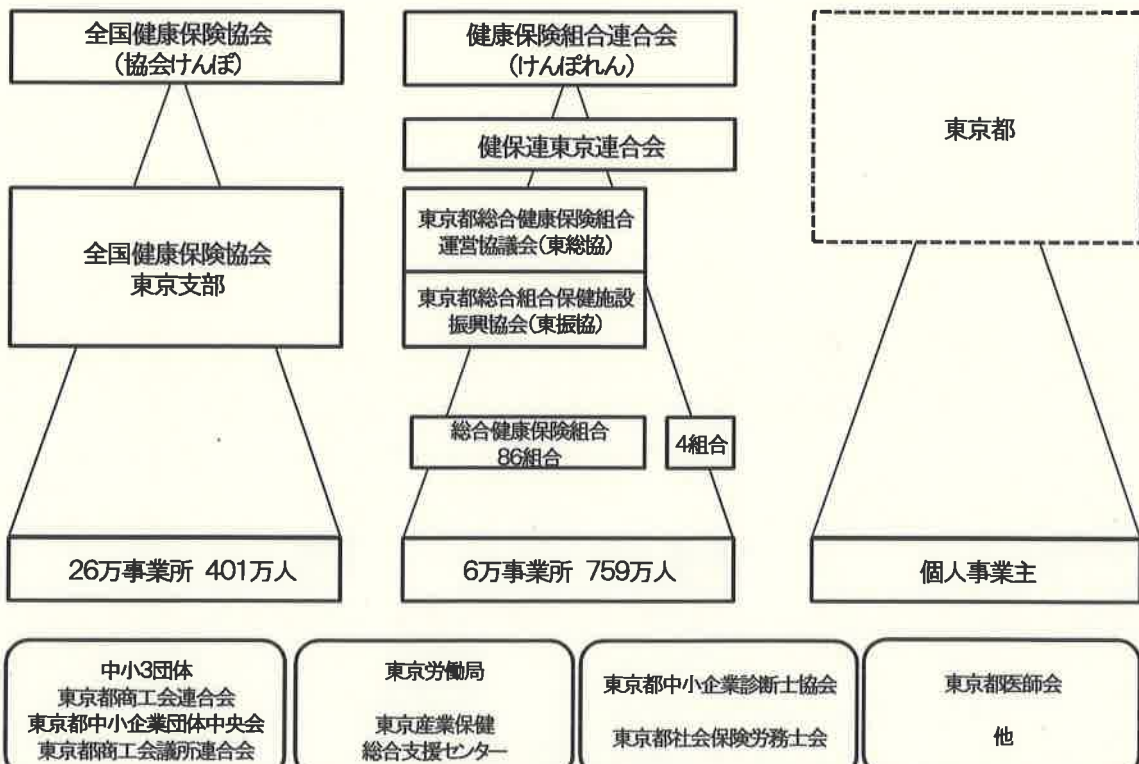 全国健康保険協会
(協会けんぽ)
健康保険組合連合会
(けんぽれん)
東京都
健保連東京連合会
全国健康保険協会
東京支部
東京都総合健康保険組合
運営協議会(東総協)
東京都総合組合保健施設
振興協会(東振協)
総合健康保険組合
86組合
4組合
26万事業所 401万人
6万事業所 759万人
個人事業主
中小3団体
東京都商工会連合会
東京都中小企業団体中央会
東京都商工会議所連合会
東京労働局
東京産業保健
総合支援センター
東京都中小企業診断士協会
東京都社会保険労務士会
東京都医師会
他